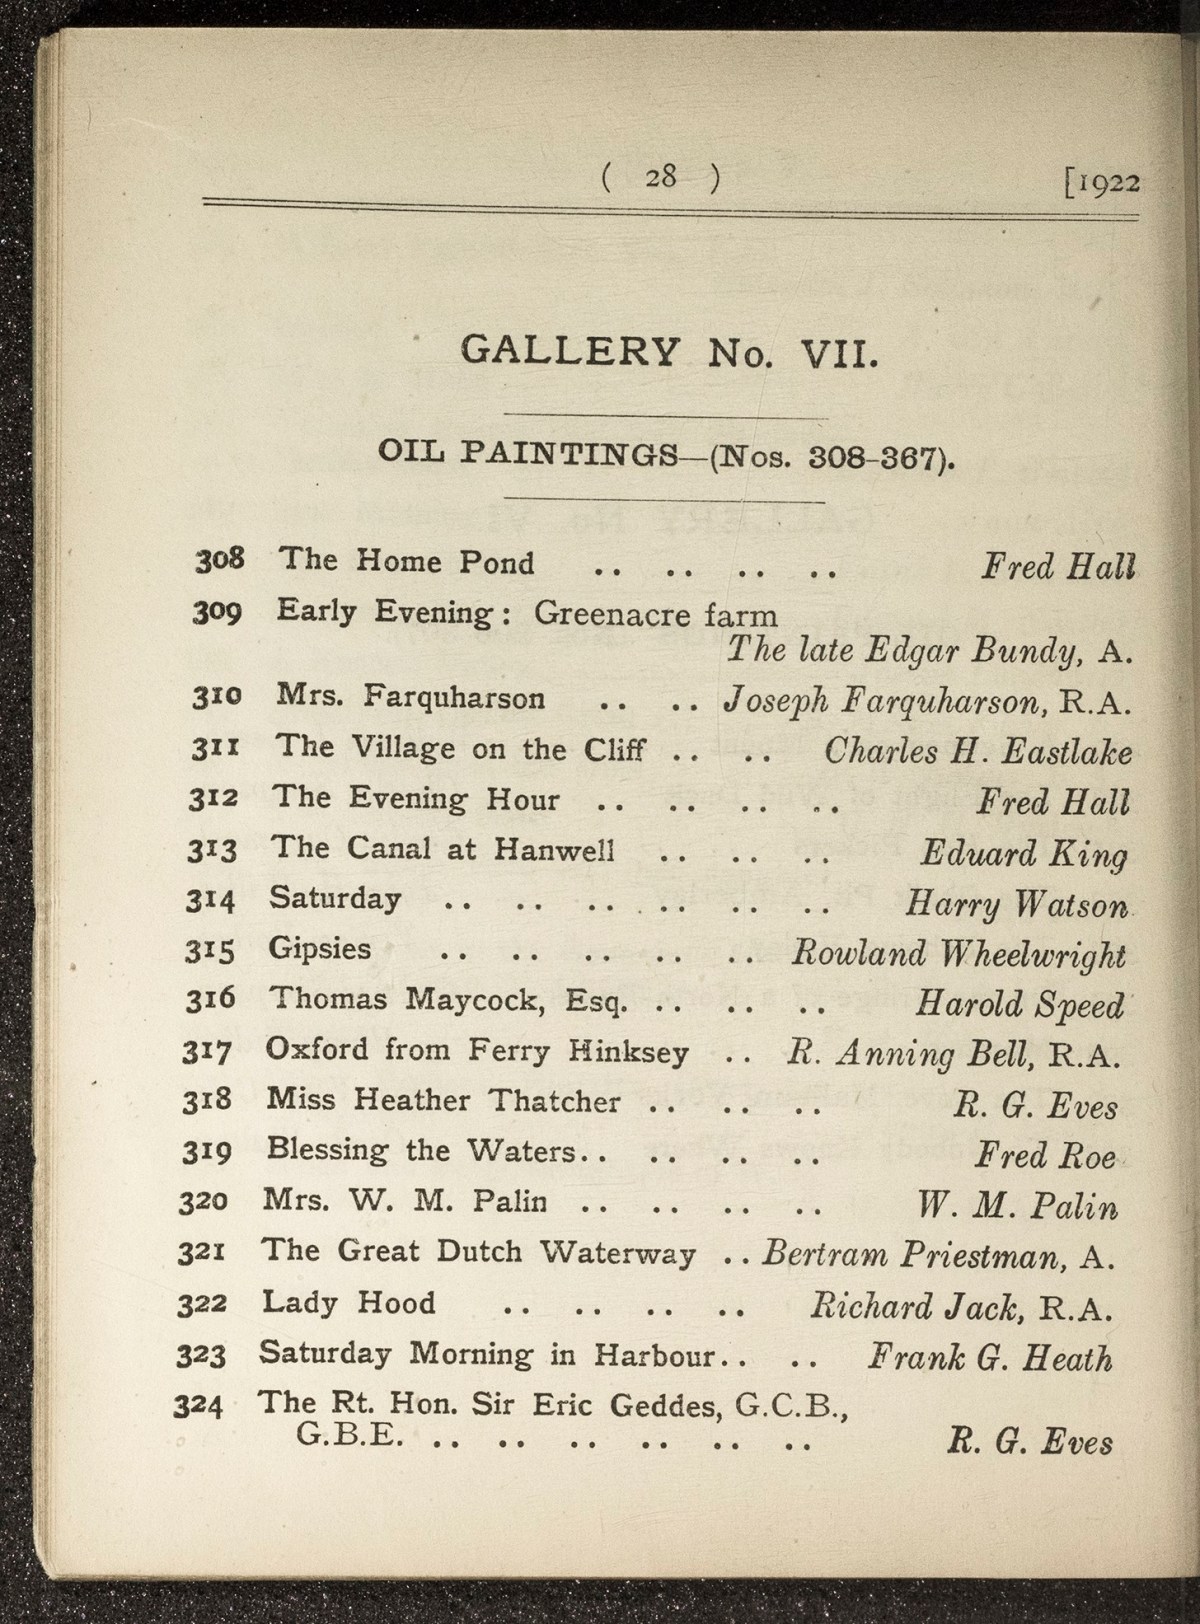 ( 28 ) [1922
GALLERY No. VII.
OIL PAINTINGS—(Nos. 308-367).
308 The Home Pond .. .. .. .. Fred Hall
309 Early Evening: Greenacre farm
The late Edgar Bundy, A.
310 Mrs. Farquharson .. .. Joseph Farquharson, R.A.
311 The Village on the Cliff .. .. Charles H. Eastlake
312 The Evening Hour .. .. .. .. Fred Hall
313 The Canal at Hanwell .. .. .. Eduard King
314 Saturday .. .. .. .. .. .. Harry Watson
315 Gipsies .. .. .. .. .. Rowland Wheelwright
316 Thomas Maycock, Esq. .. .. .. Harold Speed
317 Oxford from Ferry Hinksey .. R. Anning Bell, R.A.
318 Miss Heather Thatcher .. .. .. R. G. Eves
319 Blessing the Waters.. .. .. .. Fred Roe
320 Mrs. W. M. Palin .. .. .. .. W. M. Palin
321 The Great Dutch Waterway .. Bertram Priestman, A.
322 Lady Hood .. .. .. .. Richard Jack, R.A.
323 Saturday Morning in Harbour.. .. Frank G. Heath
324 The Rt. Hon. Sir Eric Geddes, G.C.B.,
G.B.E. .. .. .. .. .. .. R. G. Eves